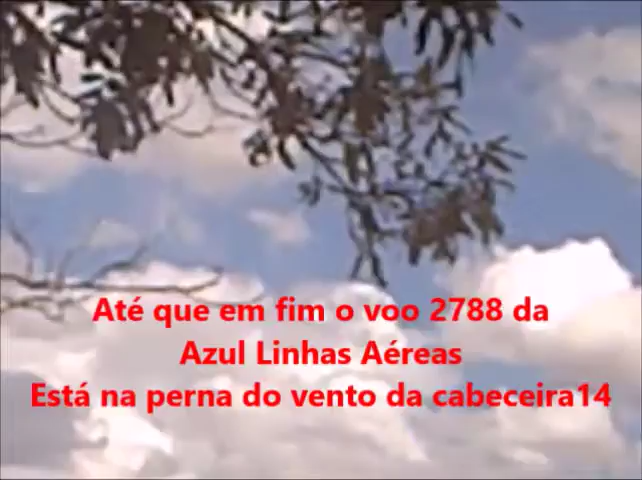 Até que em fim o voo 2788 da
Azul Linhas Aéreas
Está na perna do vento da cabeceira14